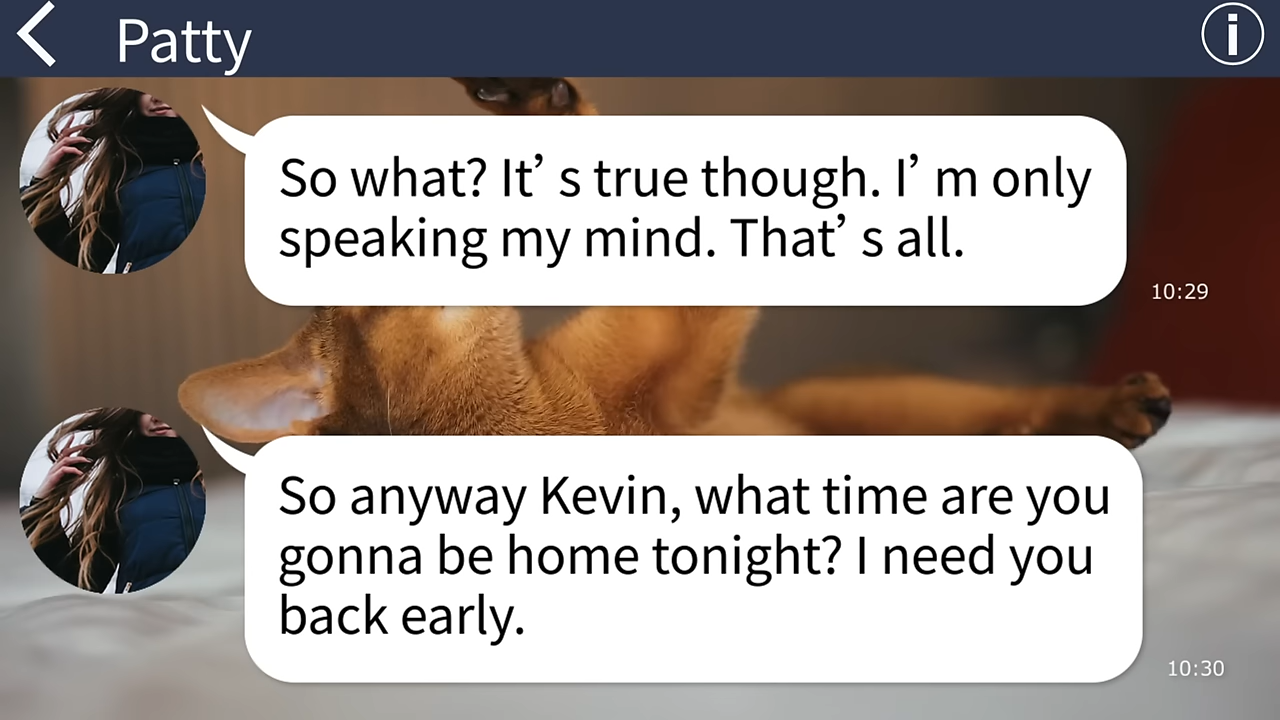 Patty
So what? It’s true though. I’m only
speaking my mind. That’s all.
10:29
So anyway Kevin, what time are you
gonna be home tonight? I need you
back early.
10:30